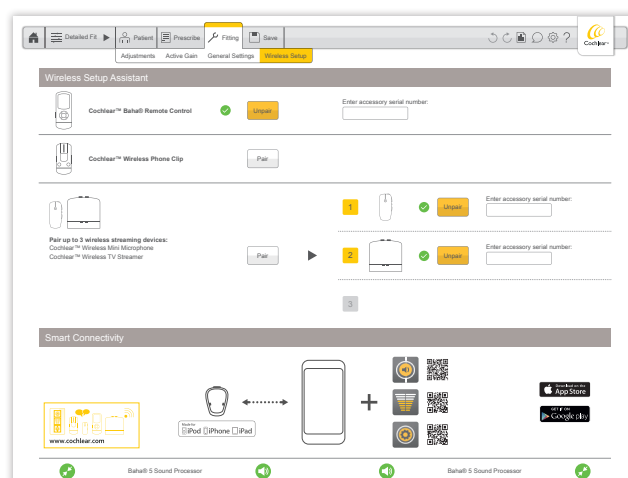 Detailed Fit
Patient
Prescribe
Fitting
Save
?
Cochlear™
Adjustments
Active Gain
General Settings
Wireless Setup
Wireless Setup Assistant
Cochlear™ Baha® Remote Control
Unpair
Enter accessory serial number:
Cochlear™ Wireless Phone Clip
Pair
Pair up to 3 wireless streaming devices:
Cochlear™ Wireless Mini Microphone
Cochlear™ Wireless TV Streamer
Pair
1
Unpair
Enter accessory serial number:
2
Unpair
Enter accessory serial number:
3
Smart Connectivity
www.cochlear.com
Made for
iPod iPhone iPad
+
Download on the
App Store
GET IT ON
Google play
Baha® 5 Sound Processor
Baha® 5 Sound Processor